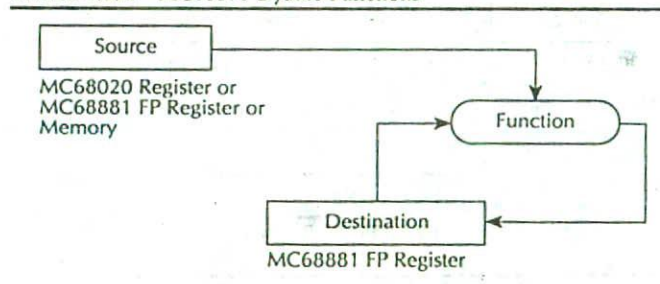 Source
MC68020 Register or
MC68881 FP Register or
Memory
Function
Destination
MC68881 FP Register